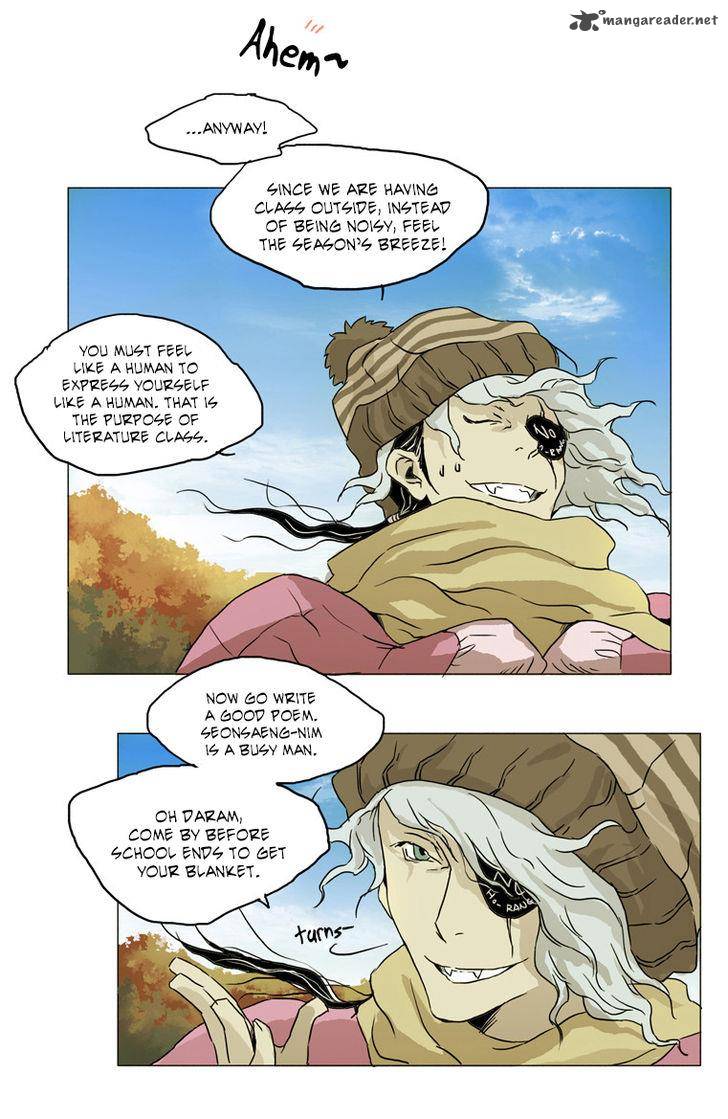 mangareader.net
Ahem~
...ANYWAY!
SINCE WE ARE HAVING
CLASS OUTSIDE, INSTEAD
OF BEING NOISY, FEEL
THE SEASON'S BREEZE!
YOU MUST FEEL
LIKE A HUMAN TO
EXPRESS YOURSELF
LIKE A HUMAN. THAT IS
THE PURPOSE OF
LITERATURE CLASS.
NO
NOW GO WRITE
A GOOD POEM.
SEONSAENG-NIM
IS A BUSY MAN.
OH DARAM,
COME BY BEFORE
SCHOOL ENDS TO GET
YOUR BLANKET.
turns~
NO
HO-RANG